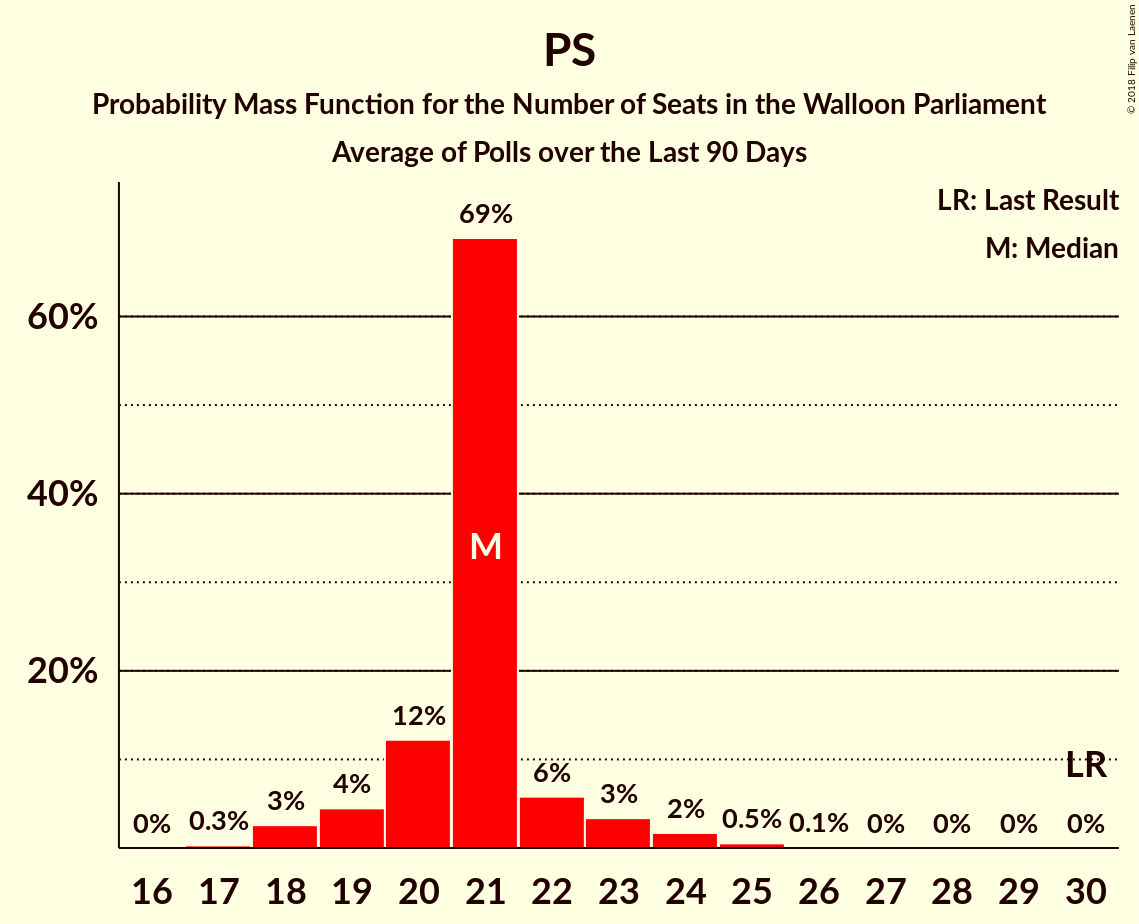 PS
Probability Mass Function for the Number of Seats in the Walloon Parliament
Average of Polls over the Last 90 Days
© 2018 Filip van Laenen
LR: Last Result
M: Median
69%
60%
40%
M
20%
12%
LR
0% 0.3% 3% 4% 6% 3% 2% 0.5% 0.1% 0% 0% 0% 0%
16 17 18 19 20 21 22 23 24 25 26 27 28 29 30